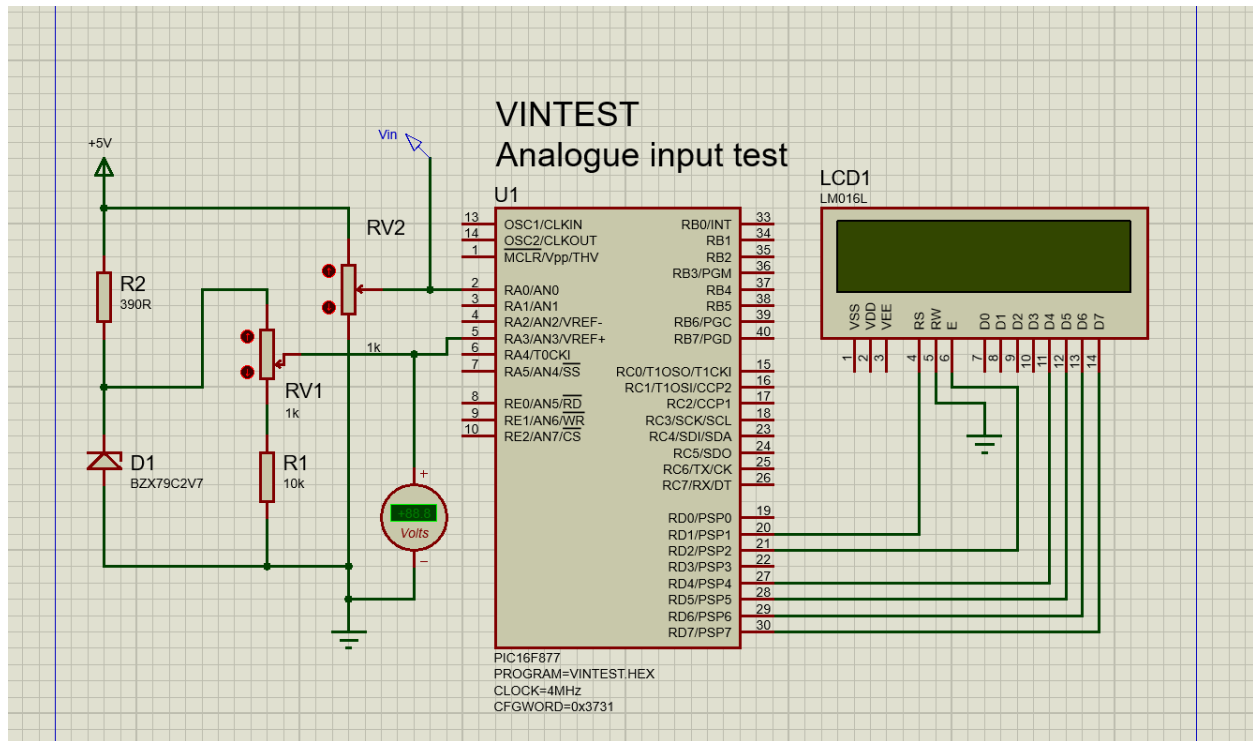 VINTEST
Analogue input test
+5V
Vin
R2
390R
RV2
1k
RV1
1k
R1
10k
D1
BZX79C2V7
+
+88.8
Volts
−
U1
13 OSC1/CLKIN
14 OSC2/CLKOUT
1 MCLR/Vpp/THV
2 RA0/AN0
3 RA1/AN1
4 RA2/AN2/VREF-
5 RA3/AN3/VREF+
6 RA4/T0CKI
7 RA5/AN4/SS
8 RE0/AN5/RD
9 RE1/AN6/WR
10 RE2/AN7/CS
RB0/INT 33
RB1 34
RB2 35
RB3/PGM 36
RB4 37
RB5 38
RB6/PGC 39
RB7/PGD 40
RC0/T1OSO/T1CKI 15
RC1/T1OSI/CCP2 16
RC2/CCP1 17
RC3/SCK/SCL 18
RC4/SDI/SDA 23
RC5/SDO 24
RC6/TX/CK 25
RC7/RX/DT 26
RD0/PSP0 19
RD1/PSP1 20
RD2/PSP2 21
RD3/PSP3 22
RD4/PSP4 27
RD5/PSP5 28
RD6/PSP6 29
RD7/PSP7 30
PIC16F877
PROGRAM=VINTEST.HEX
CLOCK=4MHz
CFGWORD=0x3731
LCD1
LM016L
VSS VDD VEE RS RW E D0 D1 D2 D3 D4 D5 D6 D7
1 2 3 4 5 6 7 8 9 10 11 12 13 14